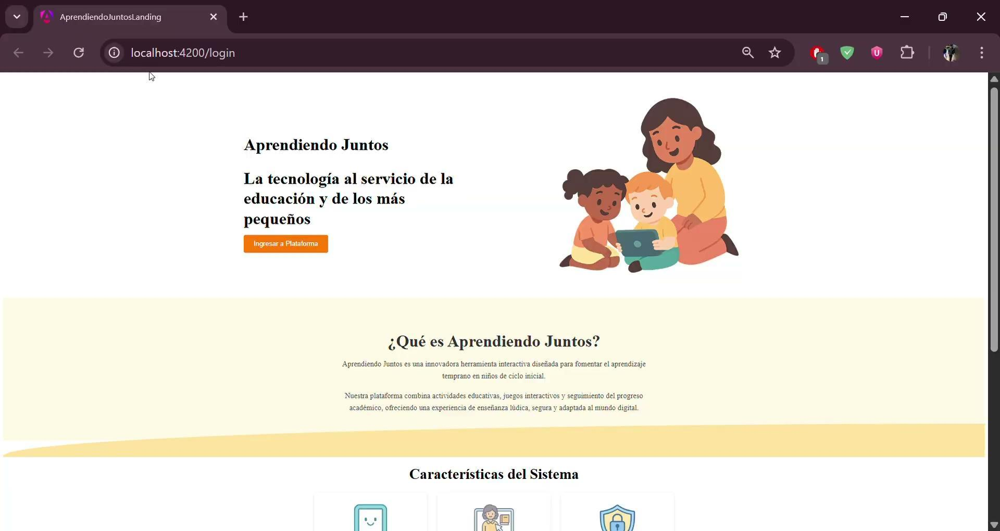 AprendiendoJuntosLanding
localhost:4200/login
1
U
Aprendiendo Juntos
La tecnología al servicio de la
educación y de los más
pequeños
Ingresar a Plataforma
¿Qué es Aprendiendo Juntos?
Aprendiendo Juntos es una innovadora herramienta interactiva diseñada para fomentar el aprendizaje
temprano en niños de ciclo inicial.
Nuestra plataforma combina actividades educativas, juegos interactivos y seguimiento del progreso
académico, ofreciendo una experiencia de enseñanza lúdica, segura y adaptada al mundo digital.
Características del Sistema